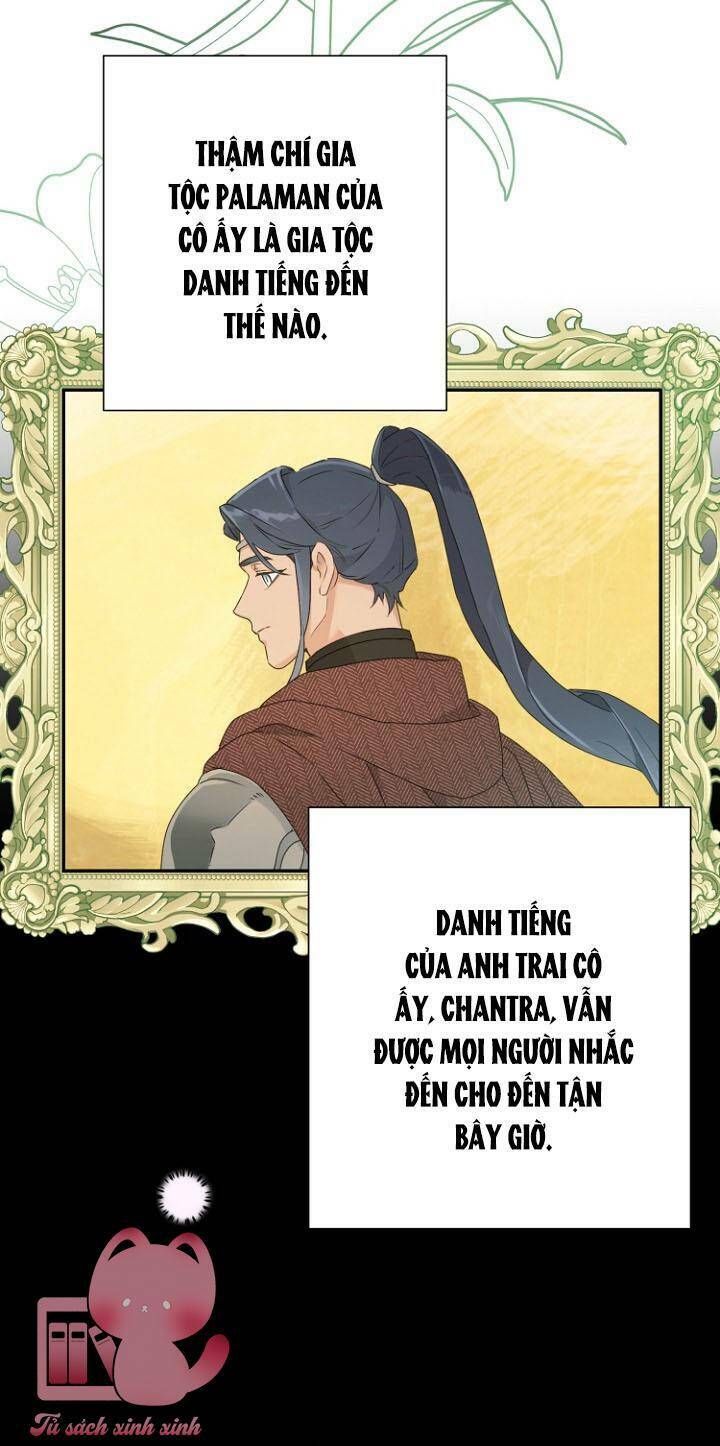 THẬM CHÍ GIA
TỘC PALAMAN CỦA
CÔ ẤY LÀ GIA TỘC
DANH TIẾNG ĐẾN
THẾ NÀO.
DANH TIẾNG
CỦA ANH TRAI CÔ
ẤY, CHANTRA, VẪN
ĐƯỢC MỌI NGƯỜI NHẮC
ĐẾN CHO ĐẾN TẬN
BÂY GIỜ.
Tủ sách xinh xinh